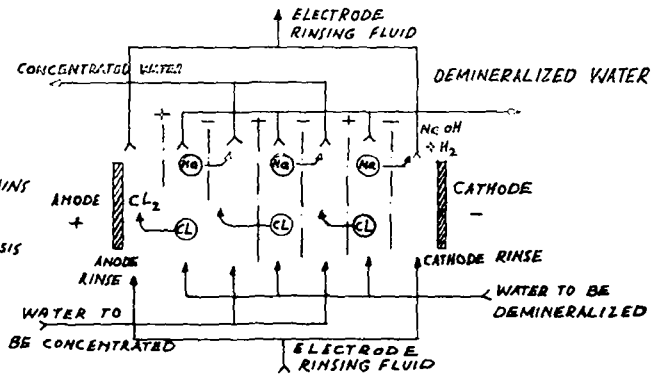 ELECTRODE
RINSING FLUID
CONCENTRATED WATER
DEMINERALIZED WATER
+ − + − + −
NaOH
+ H2
Na Na Na
ANODE
CL2
CATHODE
+
−
CL CL CL
SIS
ANODE
RINSE
CATHODE RINSE
WATER TO
BE CONCENTRATED
WATER TO BE
DEMINERALIZED
ELECTRODE
RINSING FLUID